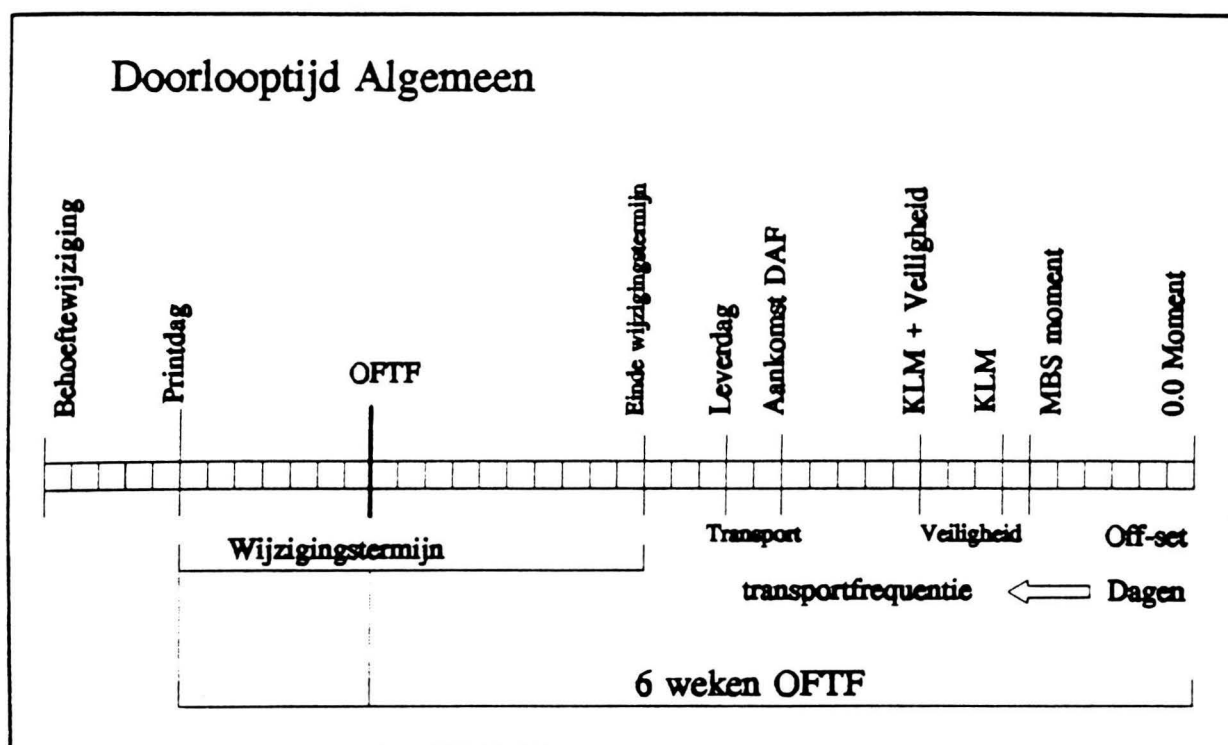 Doorlooptijd Algemeen
Behoeftewijziging
Printdag
OFTF
Einde wijzigingstermijn
Leverdag
Aankomst DAF
KLM + Veiligheid
KLM
MBS moment
0.0 Moment
Transport
Veiligheid
Off-set
Wijzigingstermijn
transportfrequentie
Dagen
6 weken OFTF